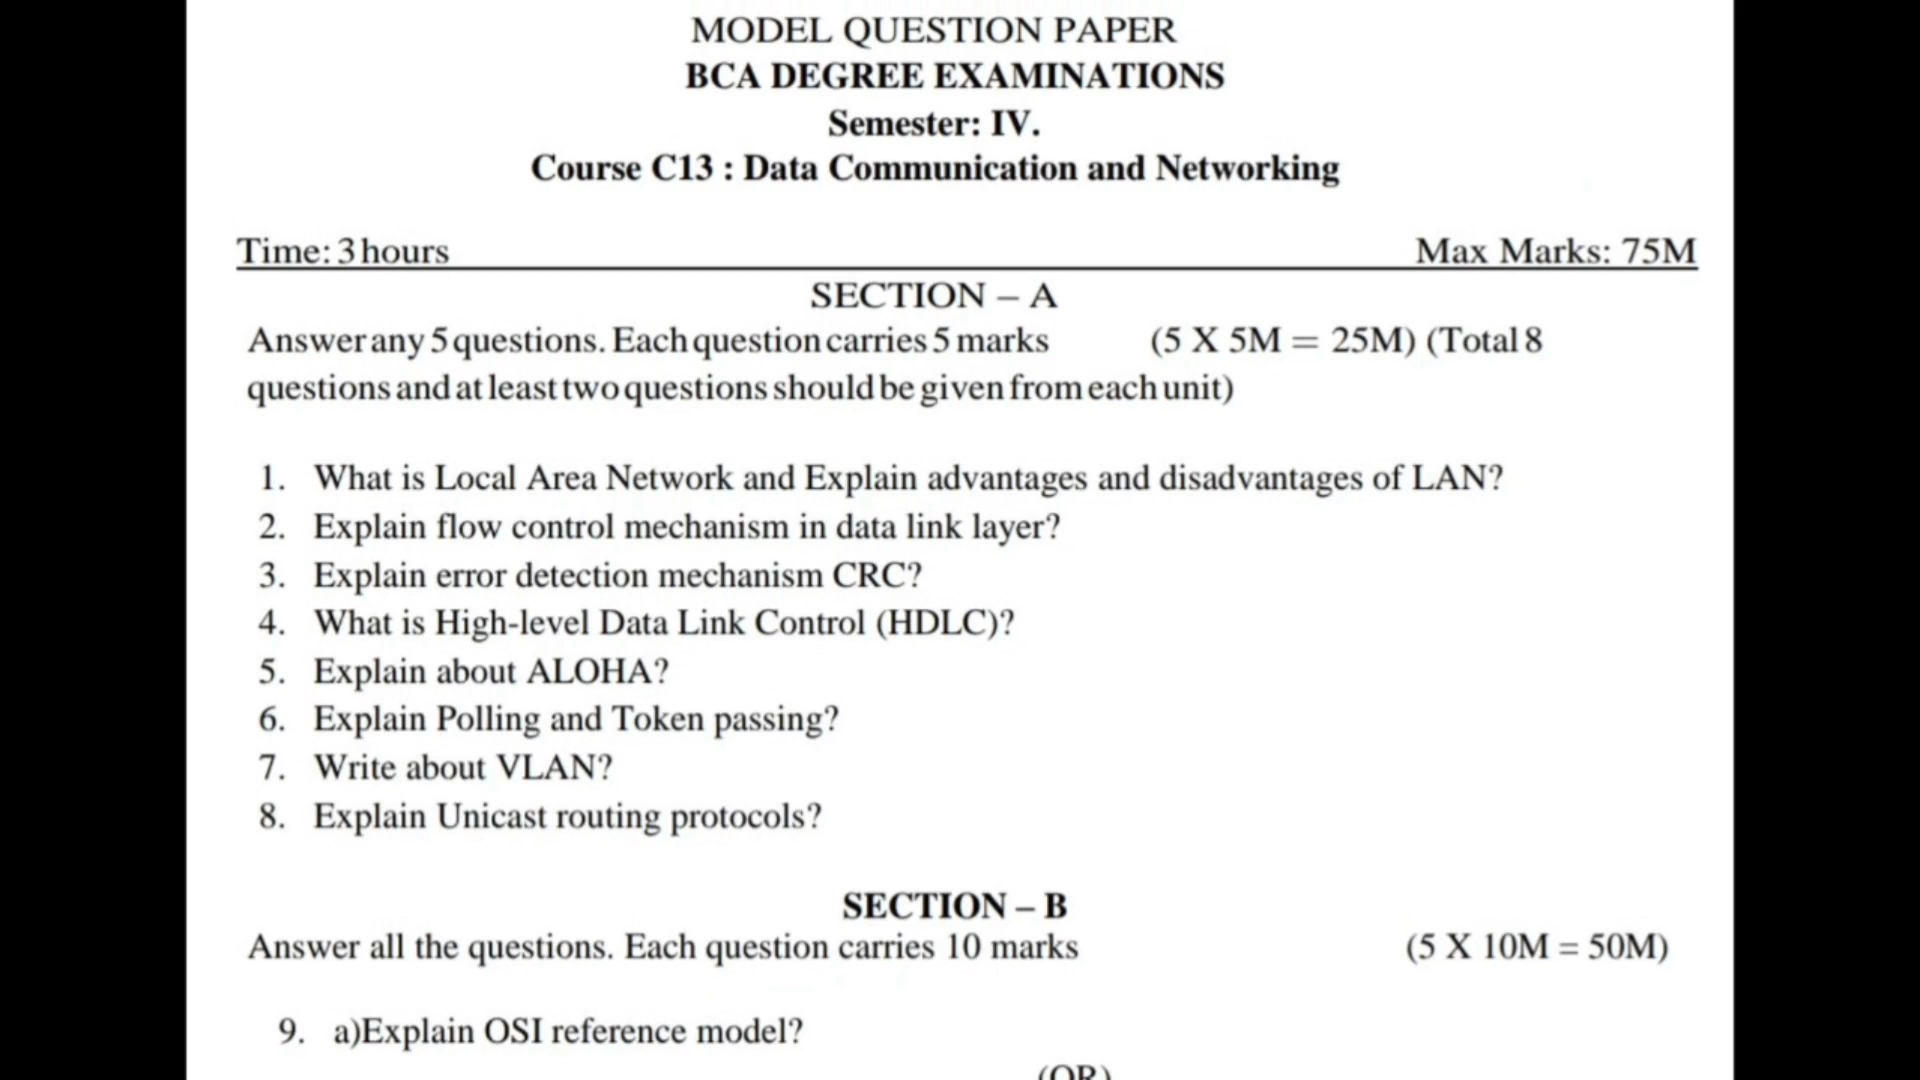 MODEL QUESTION PAPER
BCA DEGREE EXAMINATIONS
Semester: IV.
Course C13 : Data Communication and Networking
Time: 3 hours Max Marks: 75M
SECTION – A
Answer any 5 questions. Each question carries 5 marks (5 X 5M = 25M) (Total 8
questions and at least two questions should be given from each unit)
1. What is Local Area Network and Explain advantages and disadvantages of LAN?
2. Explain flow control mechanism in data link layer?
3. Explain error detection mechanism CRC?
4. What is High-level Data Link Control (HDLC)?
5. Explain about ALOHA?
6. Explain Polling and Token passing?
7. Write about VLAN?
8. Explain Unicast routing protocols?
SECTION – B
Answer all the questions. Each question carries 10 marks (5 X 10M = 50M)
9. a)Explain OSI reference model?
(OR)